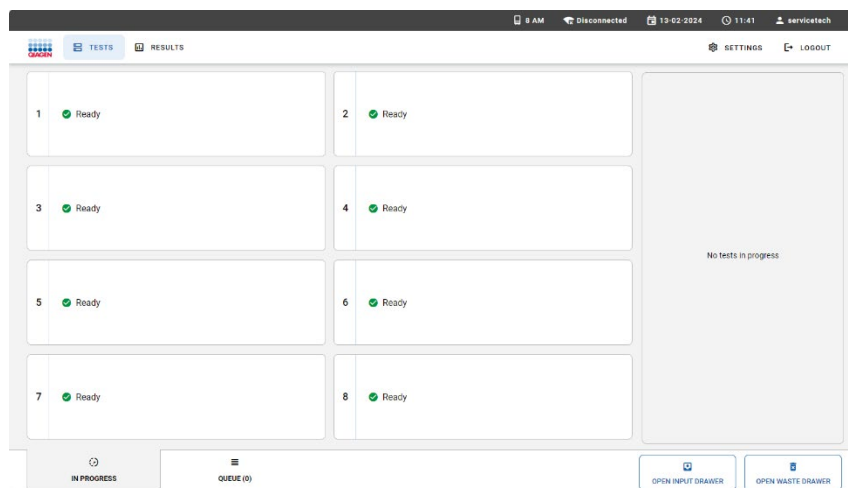 8 AM Disconnected 13-02-2024 11:41 servicetech
QIAGEN TESTS RESULTS SETTINGS LOGOUT
1 Ready
2 Ready
3 Ready
4 Ready
No tests in progress
5 Ready
6 Ready
7 Ready
8 Ready
IN PROGRESS
QUEUE (0)
OPEN INPUT DRAWER
OPEN WASTE DRAWER